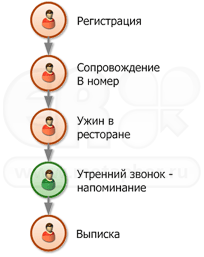 Регистрация
Сопровождение
В номер
Ужин в
ресторане
Утренний звонок -
напоминание
Выписка